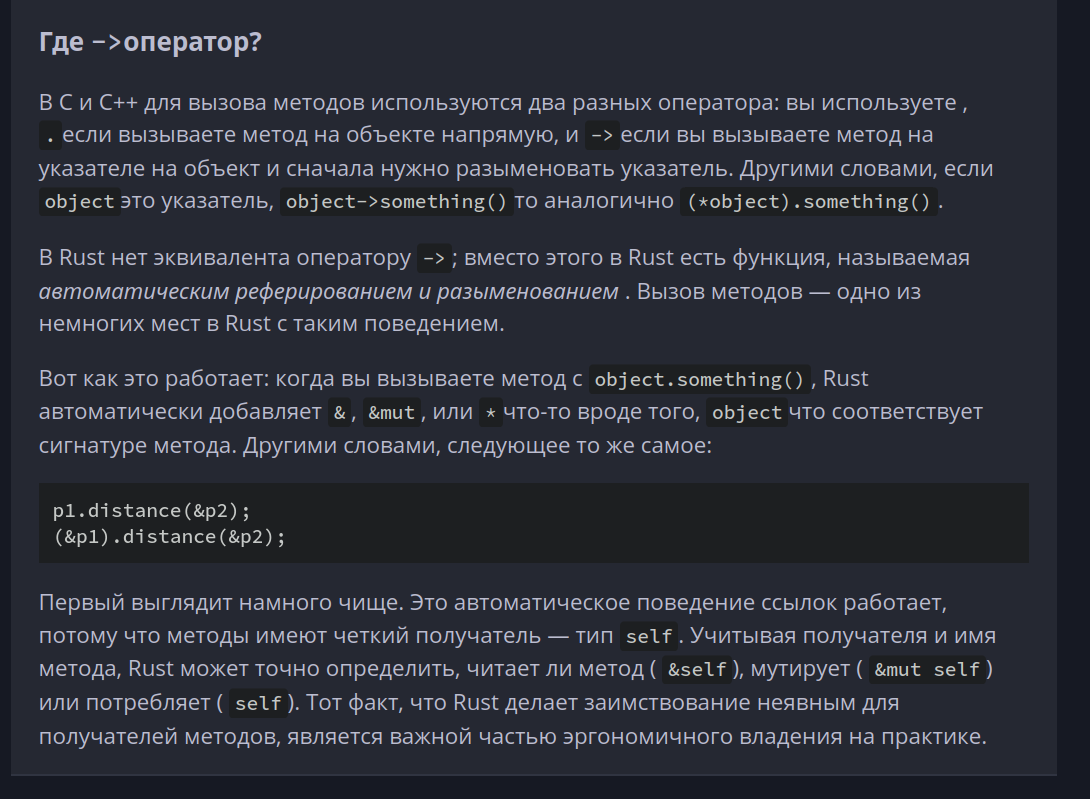 Где ->оператор?
В C и C++ для вызова методов используются два разных оператора: вы используете ,
. если вызываете метод на объекте напрямую, и -> если вы вызываете метод на
указателе на объект и сначала нужно разыменовать указатель. Другими словами, если
object это указатель, object->something() то аналогично (*object).something() .
В Rust нет эквивалента оператору -> ; вместо этого в Rust есть функция, называемая
автоматическим реферированием и разыменованием . Вызов методов — одно из
немногих мест в Rust с таким поведением.
Вот как это работает: когда вы вызываете метод с object.something() , Rust
автоматически добавляет & , &mut , или * что-то вроде того, object что соответствует
сигнатуре метода. Другими словами, следующее то же самое:
p1.distance(&p2);
(&p1).distance(&p2);
Первый выглядит намного чище. Это автоматическое поведение ссылок работает,
потому что методы имеют четкий получатель — тип self . Учитывая получателя и имя
метода, Rust может точно определить, читает ли метод ( &self ), мутирует ( &mut self )
или потребляет ( self ). Тот факт, что Rust делает заимствование неявным для
получателей методов, является важной частью эргономичного владения на практике.